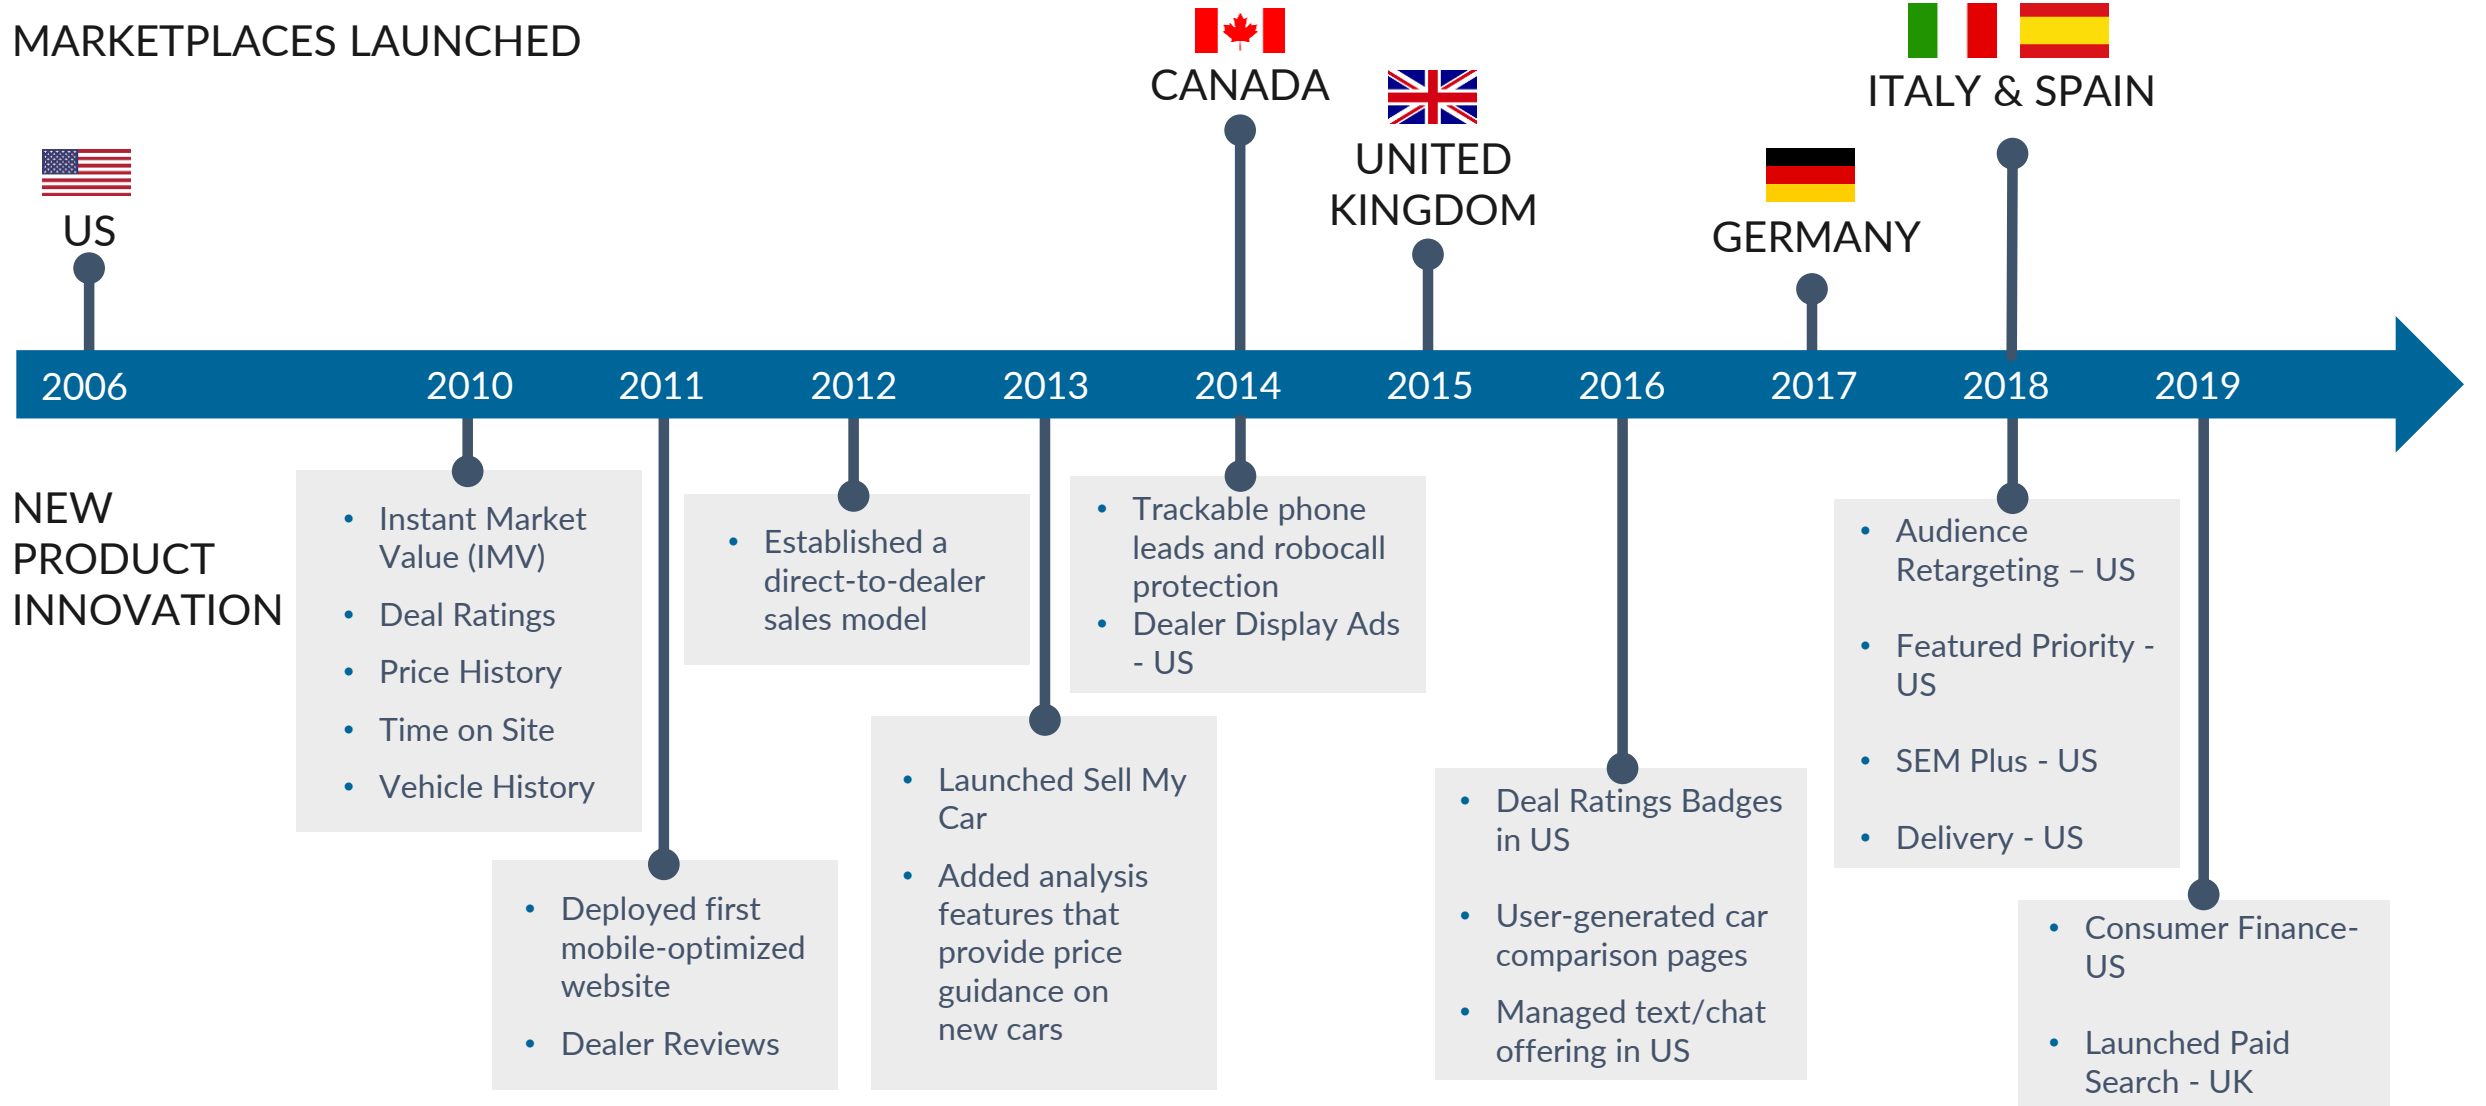 MARKETPLACES LAUNCHED
US
CANADA
UNITED
KINGDOM
GERMANY
ITALY & SPAIN
2006
2010
2011
2012
2013
2014
2015
2016
2017
2018
2019
NEW
PRODUCT
INNOVATION
• Instant Market
Value (IMV)
• Deal Ratings
• Price History
• Time on Site
• Vehicle History
• Deployed first
mobile-optimized
website
• Dealer Reviews
• Established a
direct-to-dealer
sales model
• Launched Sell My
Car
• Added analysis
features that
provide price
guidance on
new cars
• Trackable phone
leads and robocall
protection
• Dealer Display Ads
- US
• Deal Ratings Badges
in US
• User-generated car
comparison pages
• Managed text/chat
offering in US
• Audience
Retargeting – US
• Featured Priority -
US
• SEM Plus - US
• Delivery - US
• Consumer Finance-
US
• Launched Paid
Search - UK